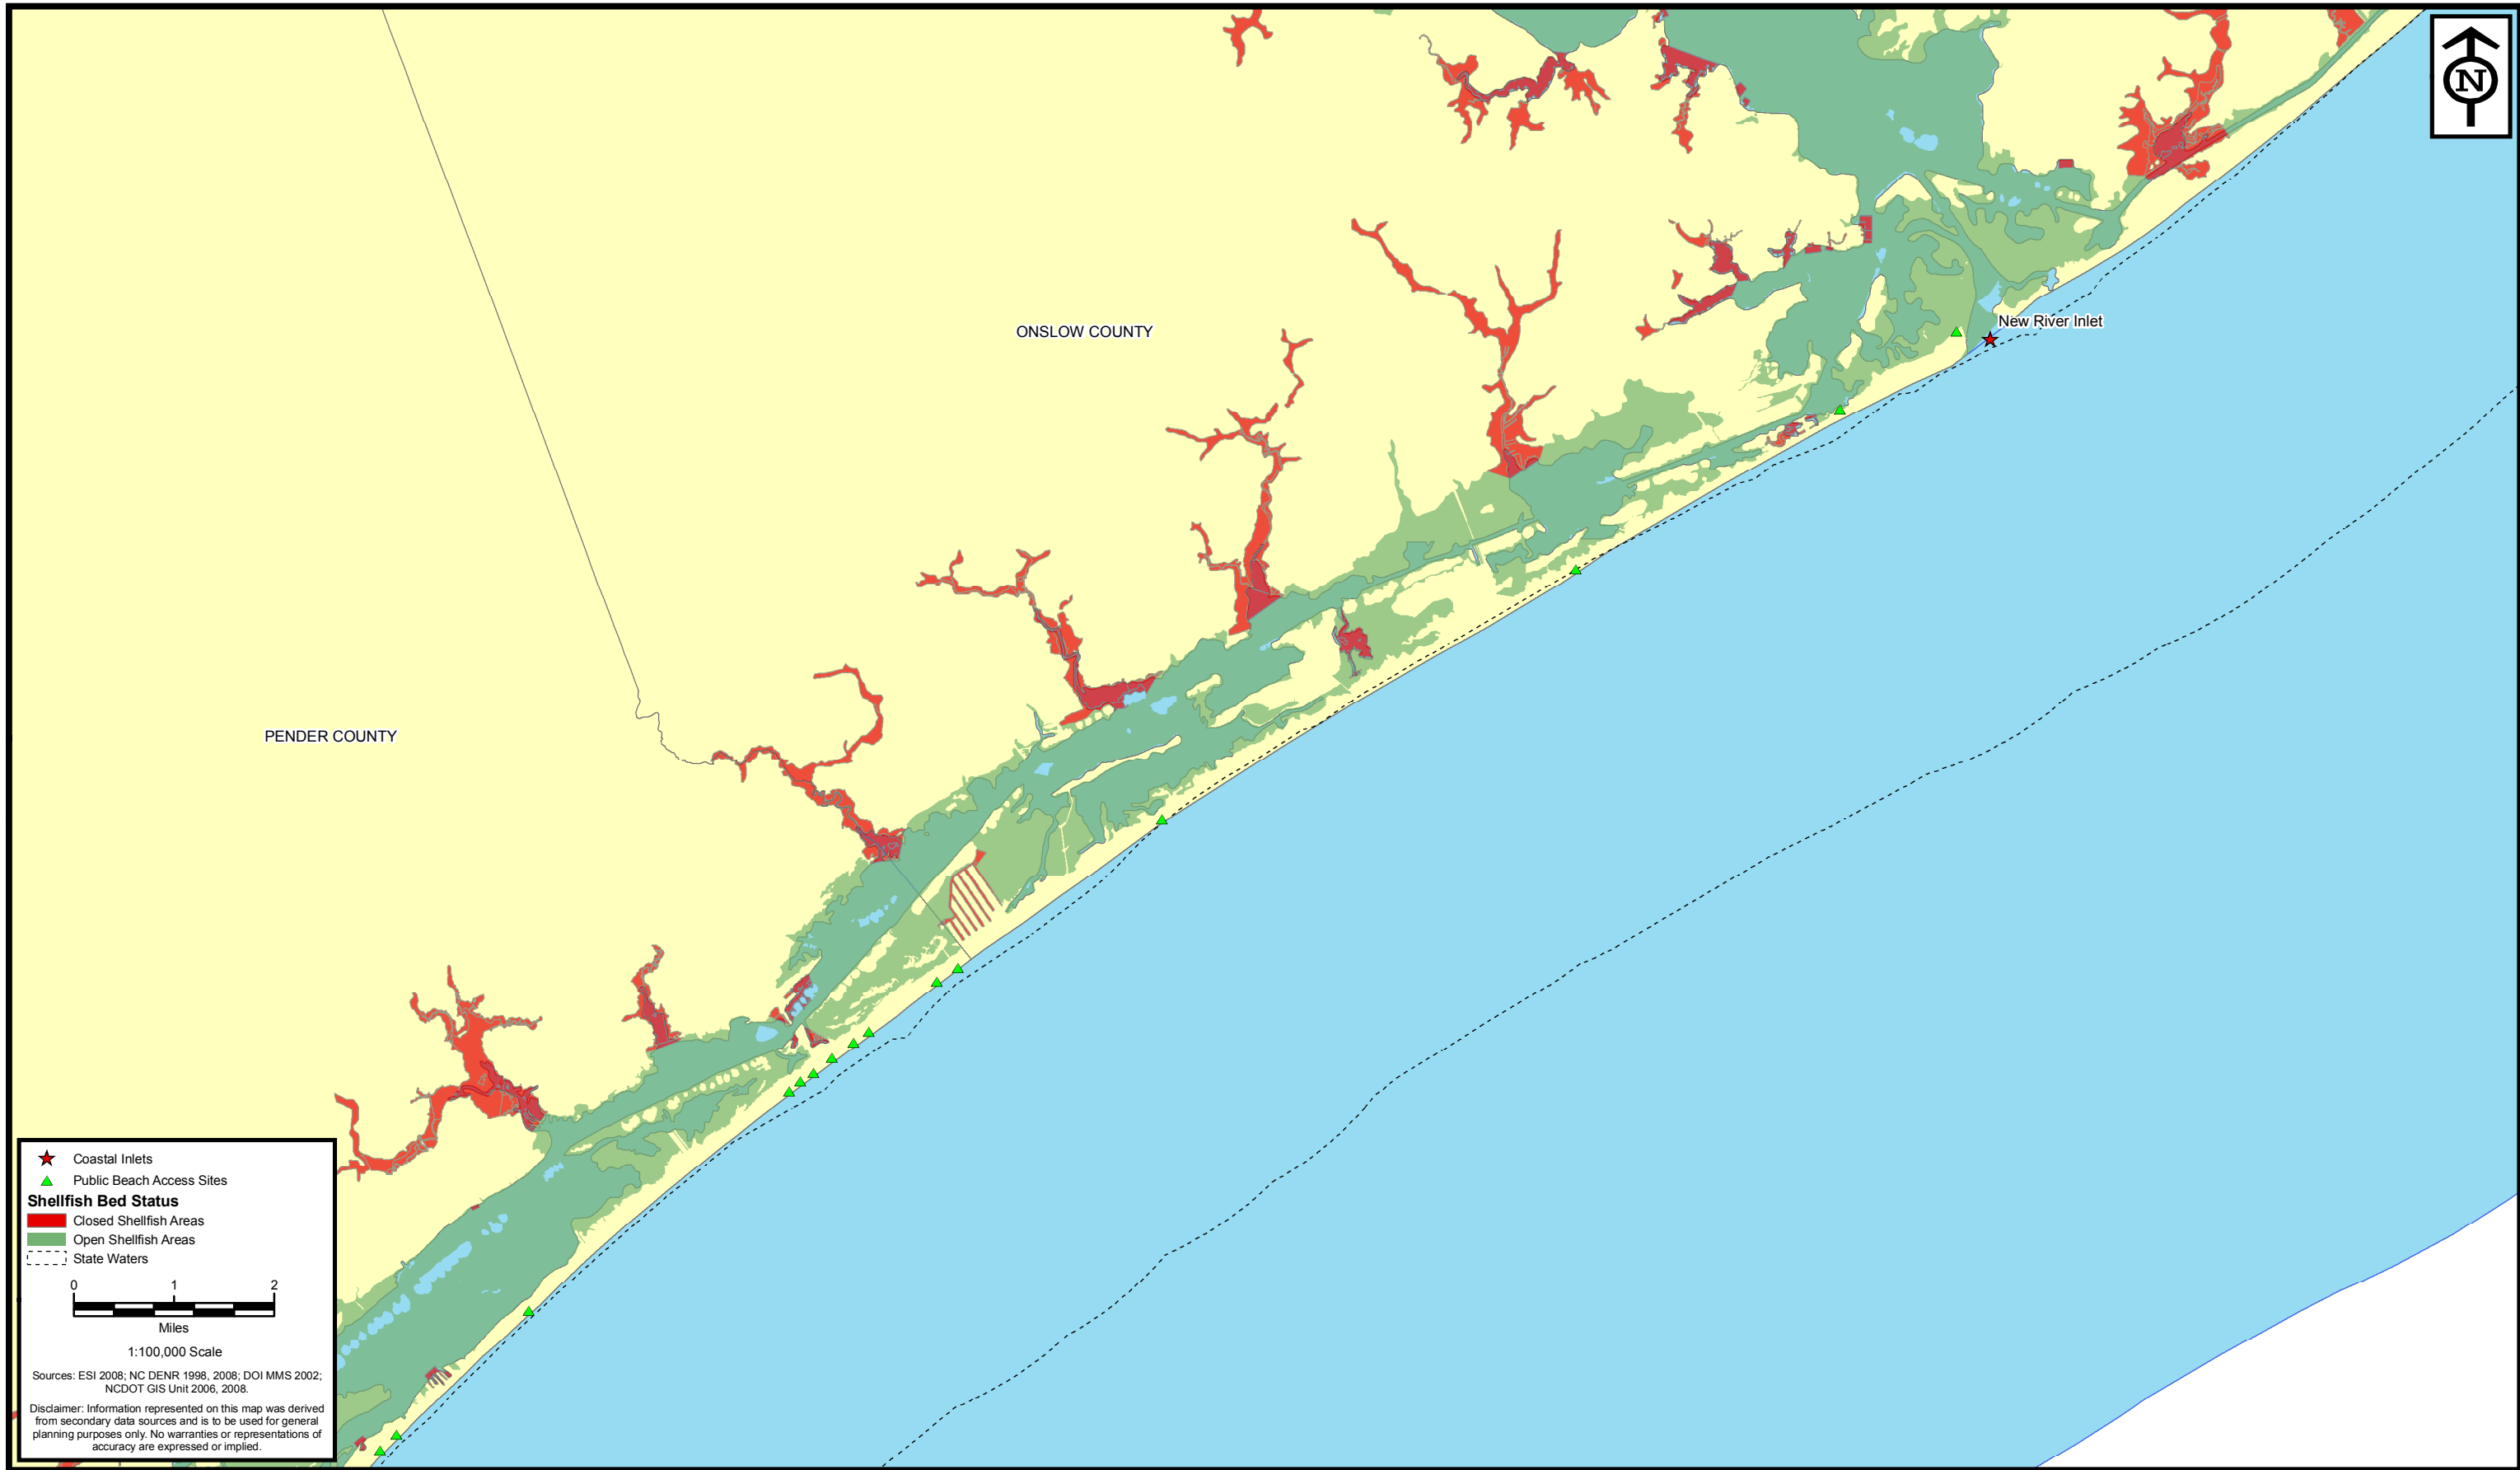 N
ONSLOW COUNTY
New River Inlet
PENDER COUNTY
Coastal Inlets
Public Beach Access Sites
Shellfish Bed Status
Closed Shellfish Areas
Open Shellfish Areas
State Waters
0 1 2
Miles
1:100,000 Scale
Sources: ESI 2008; NC DENR 1998, 2008; DOI MMS 2002;
NCDOT GIS Unit 2006, 2008.
Disclaimer: Information represented on this map was derived
from secondary data sources and is to be used for general
planning purposes only. No warranties or representations of
accuracy are expressed or implied.